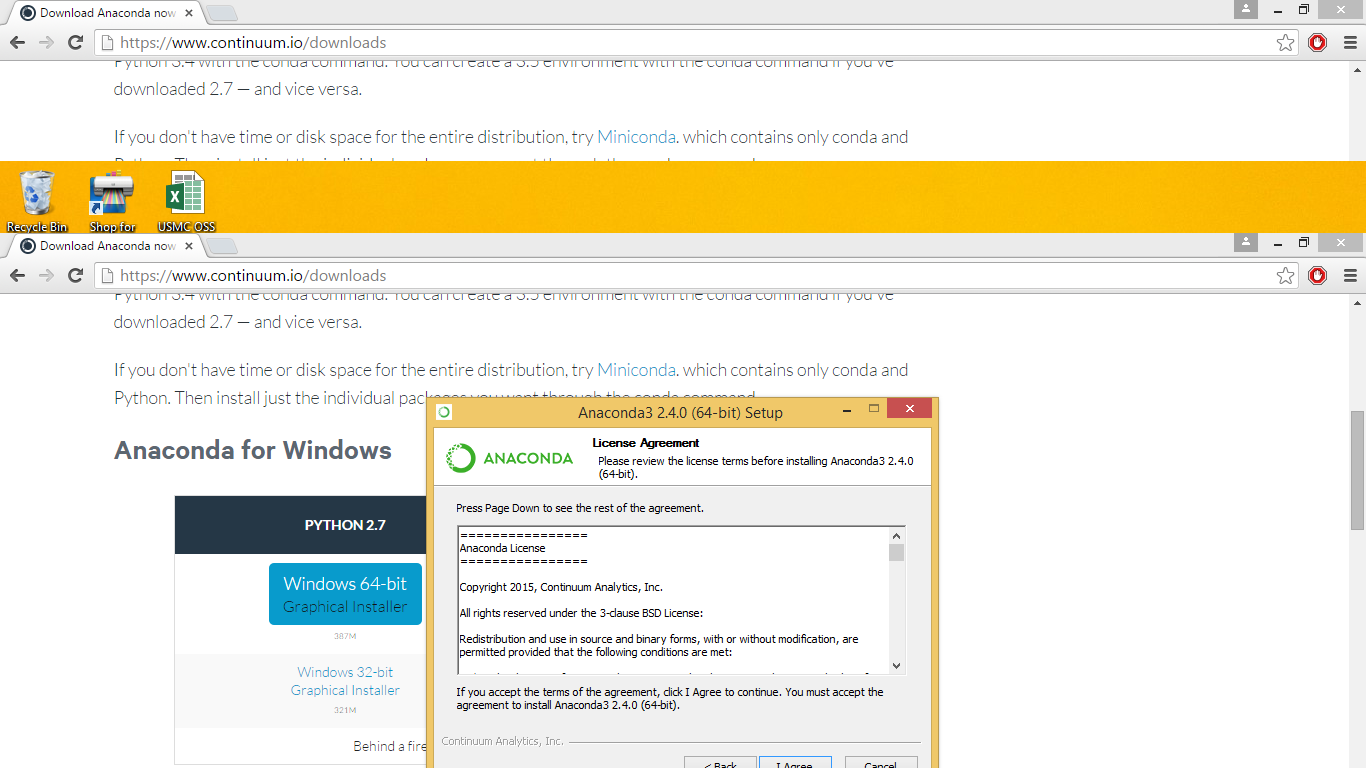 Download Anaconda now
https://www.continuum.io/downloads
Python 3.4 with the conda command. You can create a 3.5 environment with the conda command if you've
downloaded 2.7 — and vice versa.
If you don't have time or disk space for the entire distribution, try Miniconda. which contains only conda and
Recycle Bin
Shop for
USMC OSS
Download Anaconda now
https://www.continuum.io/downloads
Python 3.4 with the conda command. You can create a 3.5 environment with the conda command if you've
downloaded 2.7 — and vice versa.
If you don't have time or disk space for the entire distribution, try Miniconda. which contains only conda and
Python. Then install just the individual packages you want through the conda command.
Anaconda for Windows
PYTHON 2.7
Windows 64-bit
Graphical Installer
387M
Windows 32-bit
Graphical Installer
321M
Behind a fire
Anaconda3 2.4.0 (64-bit) Setup
ANACONDA
License Agreement
Please review the license terms before installing Anaconda3 2.4.0
(64-bit).
Press Page Down to see the rest of the agreement.
================
Anaconda License
================
Copyright 2015, Continuum Analytics, Inc.
All rights reserved under the 3-clause BSD License:
Redistribution and use in source and binary forms, with or without modification, are
permitted provided that the following conditions are met:
If you accept the terms of the agreement, click I Agree to continue. You must accept the
agreement to install Anaconda3 2.4.0 (64-bit).
Continuum Analytics, Inc.
< Back
I Agree
Cancel